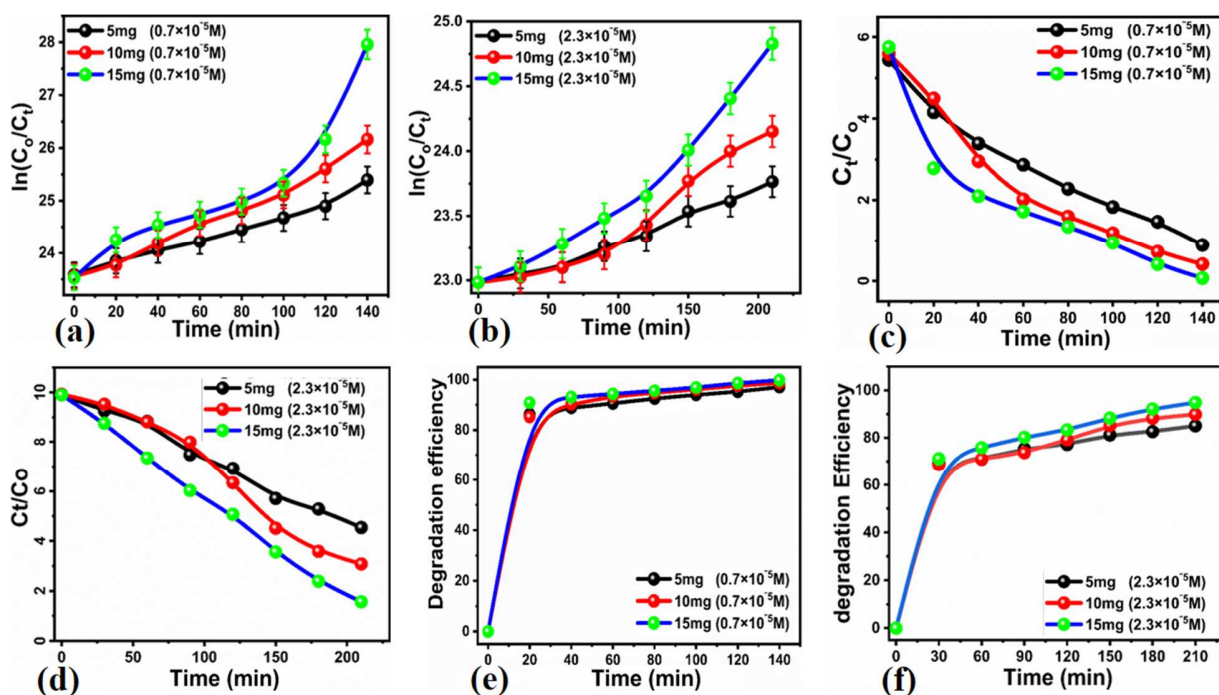 5mg (0.7×10⁻⁵M)
10mg (0.7×10⁻⁵M)
15mg (0.7×10⁻⁵M)
28
27
26
25
24
ln(C₀/Cₜ)
0 20 40 60 80 100 120 140
Time (min)
(a)
5mg (2.3×10⁻⁵M)
10mg (2.3×10⁻⁵M)
15mg (2.3×10⁻⁵M)
25.0
24.5
24.0
23.5
23.0
ln(C₀/Cₜ)
0 50 100 150 200
Time (min)
(b)
5mg (0.7×10⁻⁵M)
10mg (0.7×10⁻⁵M)
15mg (0.7×10⁻⁵M)
6
4
2
0
Cₜ/C₀
0 20 40 60 80 100 120 140
Time (min)
(c)
5mg (2.3×10⁻⁵M)
10mg (2.3×10⁻⁵M)
15mg (2.3×10⁻⁵M)
10
8
6
4
2
0
Ct/Co
0 50 100 150 200
Time (min)
(d)
100
80
60
40
20
0
Degradation efficiency
5mg (0.7×10⁻⁵M)
10mg (0.7×10⁻⁵M)
15mg (0.7×10⁻⁵M)
0 20 40 60 80 100 120 140
Time (min)
(e)
100
80
60
40
20
0
degradation Efficiency
5mg (2.3×10⁻⁵M)
10mg (2.3×10⁻⁵M)
15mg (2.3×10⁻⁵M)
0 30 60 90 120 150 180 210
Time (min)
(f)